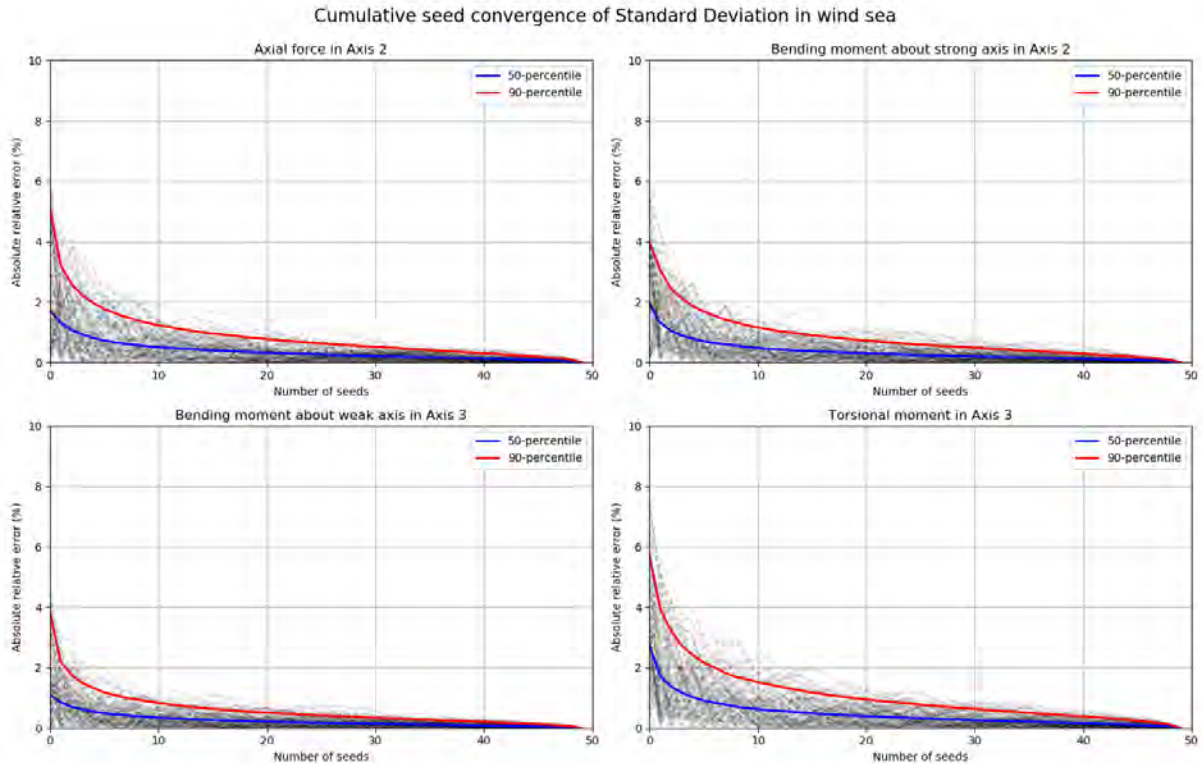 Cumulative seed convergence of Standard Deviation in wind sea
Axial force in Axis 2
10
8
6
4
2
0
Absolute relative error (%)
50-percentile
90-percentile
0 10 20 30 40 50
Number of seeds
Bending moment about strong axis in Axis 2
10
8
6
4
2
0
Absolute relative error (%)
50-percentile
90-percentile
0 10 20 30 40 50
Number of seeds
Bending moment about weak axis in Axis 3
10
8
6
4
2
0
Absolute relative error (%)
50-percentile
90-percentile
0 10 20 30 40 50
Number of seeds
Torsional moment in Axis 3
10
8
6
4
2
0
Absolute relative error (%)
50-percentile
90-percentile
0 10 20 30 40 50
Number of seeds